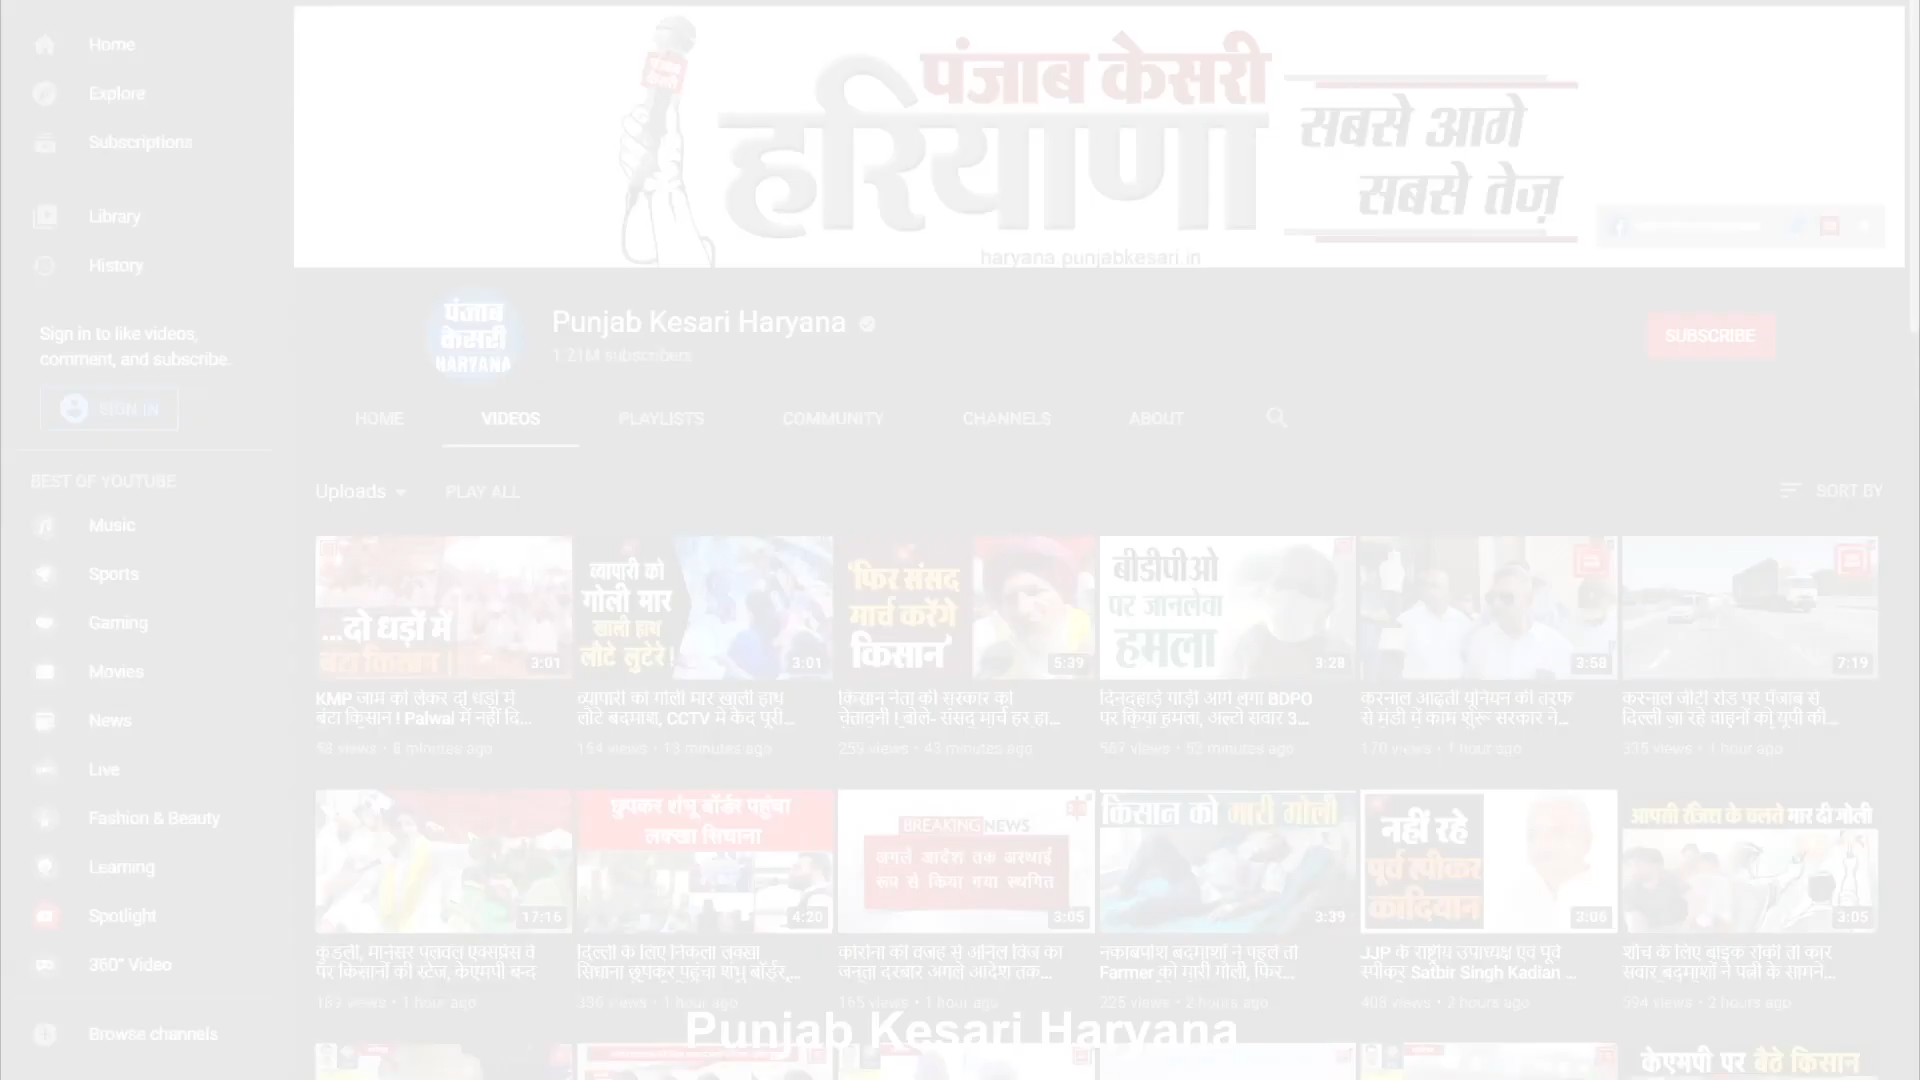 Home
Explore
Subscriptions
Library
History
Sign in to like videos,
comment, and subscribe.
SIGN IN
BEST OF YOUTUBE
Music
Sports
Gaming
Movies
News
Live
Fashion & Beauty
Learning
Spotlight
360° Video
Browse channels
पंजाब केसरी
हरियाणा
haryana.punjabkesari.in
सबसे आगे
सबसे तेज़
पंजाब
केसरी
HARYANA
Punjab Kesari Haryana
1.21M subscribers
SUBSCRIBE
HOME VIDEOS PLAYLISTS COMMUNITY CHANNELS ABOUT
Uploads PLAY ALL SORT BY
...दो धड़ों में
बंटा किसान !
3:01
KMP जाम को लेकर दो धड़ों में
बंटा किसान ! Palwal में नहीं दि...
8 minutes ago
व्यापारी को
गोली मार
खाली हाथ
लौटे लुटेरे !
3:01
व्यापारी को गोली मार खाली हाथ
लौटे बदमाश, CCTV में कैद पूरी...
164 views • 13 minutes ago
'फिर संसद
मार्च करेंगे
किसान'
5:39
किसान नेता की सरकार को
चेतावनी ! बोले- संसद मार्च हर हा...
259 views • 43 minutes ago
बीडीपीओ
पर जानलेवा
हमला
3:28
दिनदहाड़े गाड़ी आगे लगा BDPO
पर किया हमला, अल्टो सवार 3...
567 views • 52 minutes ago
3:58
करनाल आढ़ती यूनियन की तरफ
से मंडी में काम शुरू सरकार ने...
170 views • 1 hour ago
7:19
करनाल जीटी रोड पर पंजाब से
दिल्ली जा रहे वाहनों को यूपी की...
335 views • 1 hour ago
17:16
कुंडली, मानेसर पलवल एक्सप्रेस वे
पर किसानों की स्टेज, केएमपी बन्द
187 views • 1 hour ago
छुपकर शंभू बॉर्डर पहुंचा
लक्खा सिधाना
4:20
दिल्ली के लिए निकला लक्खा
सिधाना छुपकर पहुंचा शंभू बॉर्डर,...
336 views • 1 hour ago
BREAKING NEWS
अगले आदेश तक अस्थाई
रूप से किया गया स्थगित
3:05
कोरोना की वजह से अनिल विज का
जनता दरबार अगले आदेश तक...
165 views • 1 hour ago
किसान को मारी गोली
3:39
नकाबपोश बदमाशों ने पहले तो
Farmer को मारी गोली, फिर...
225 views • 2 hours ago
नहीं रहे
पूर्व स्पीकर
कादियान
3:06
JJP के राष्ट्रीय उपाध्यक्ष एवं पूर्व
स्पीकर Satbir Singh Kadian ...
408 views • 2 hours ago
आपसी रंजिश के चलते मार दी गोली
3:05
शौच के लिए बाइक रोकी तो कार
सवार बदमाशों ने पत्नी के सामने...
594 views • 2 hours ago
Punjab Kesari Haryana
केएमपी पर बैठे किसान